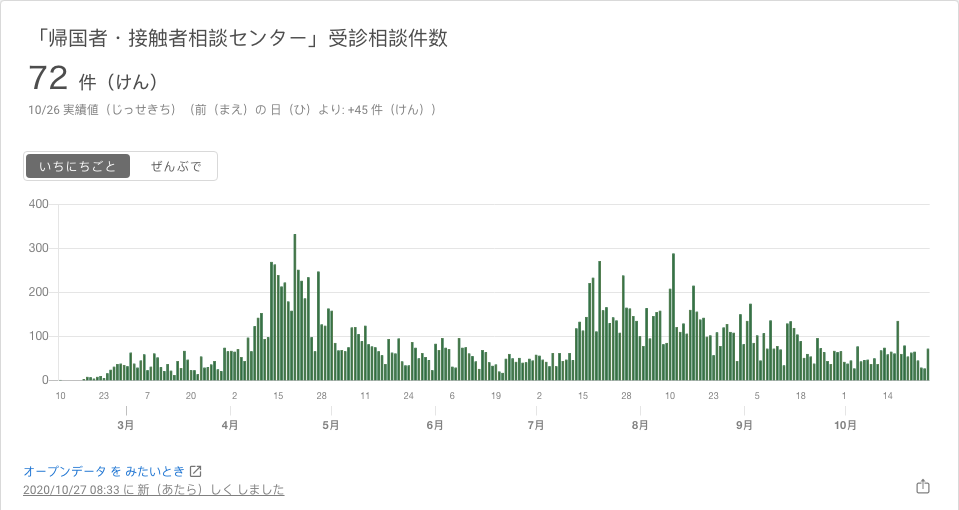 「帰国者・接触者相談センター」受診相談件数
72 件（けん）
10/26 実績値（じっせきち）（前（まえ）の 日（ひ）より: +45 件（けん））
いちにちごと ぜんぶで
400
300
200
100
0
10 23 7 20 2 15 28 11 24 6 19 2 15 28 10 23 5 18 1 14
3月 4月 5月 6月 7月 8月 9月 10月
オープンデータ を みたいとき
2020/10/27 08:33 に 新（あたら）しく しました